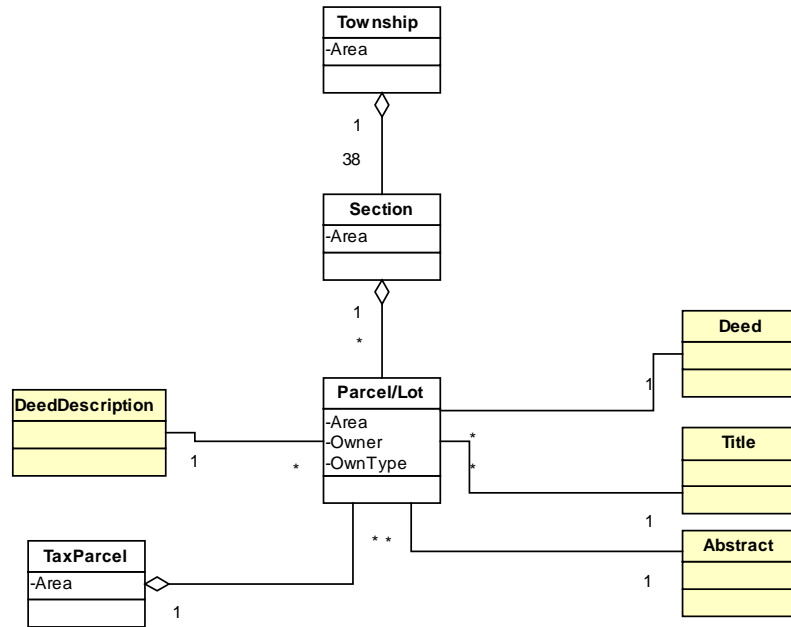 Township
-Area
1
38
Section
-Area
1
*
Deed
1
DeedDescription
1
*
Parcel/Lot
-Area
-Owner
-OwnType
*
*
Title
1
TaxParcel
-Area
1
* *
Abstract
1